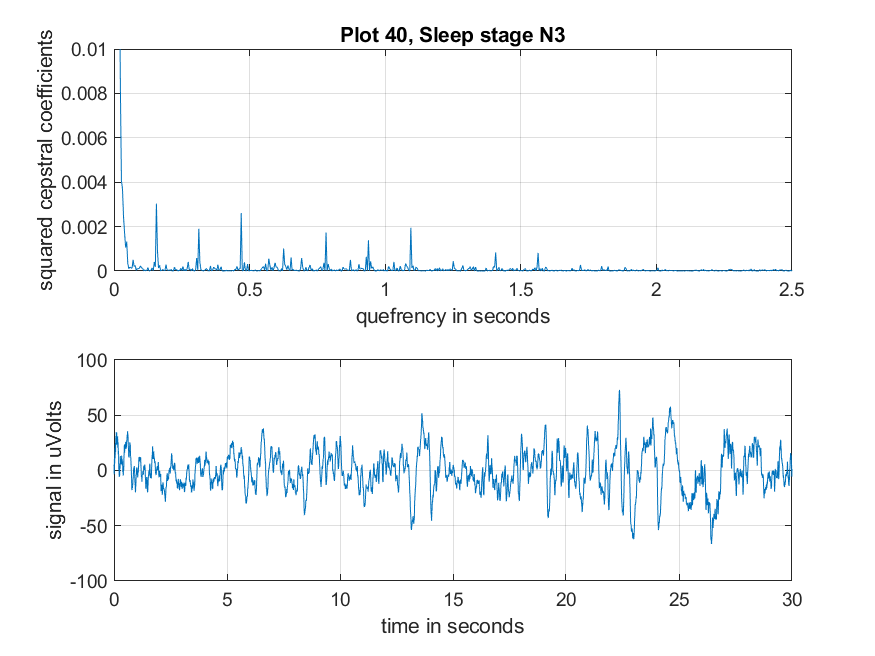 Plot 40, Sleep stage N3
squared cepstral coefficients
0.01
0.008
0.006
0.004
0.002
0
0 0.5 1 1.5 2 2.5
quefrency in seconds
signal in uVolts
100
50
0
-50
-100
0 5 10 15 20 25 30
time in seconds